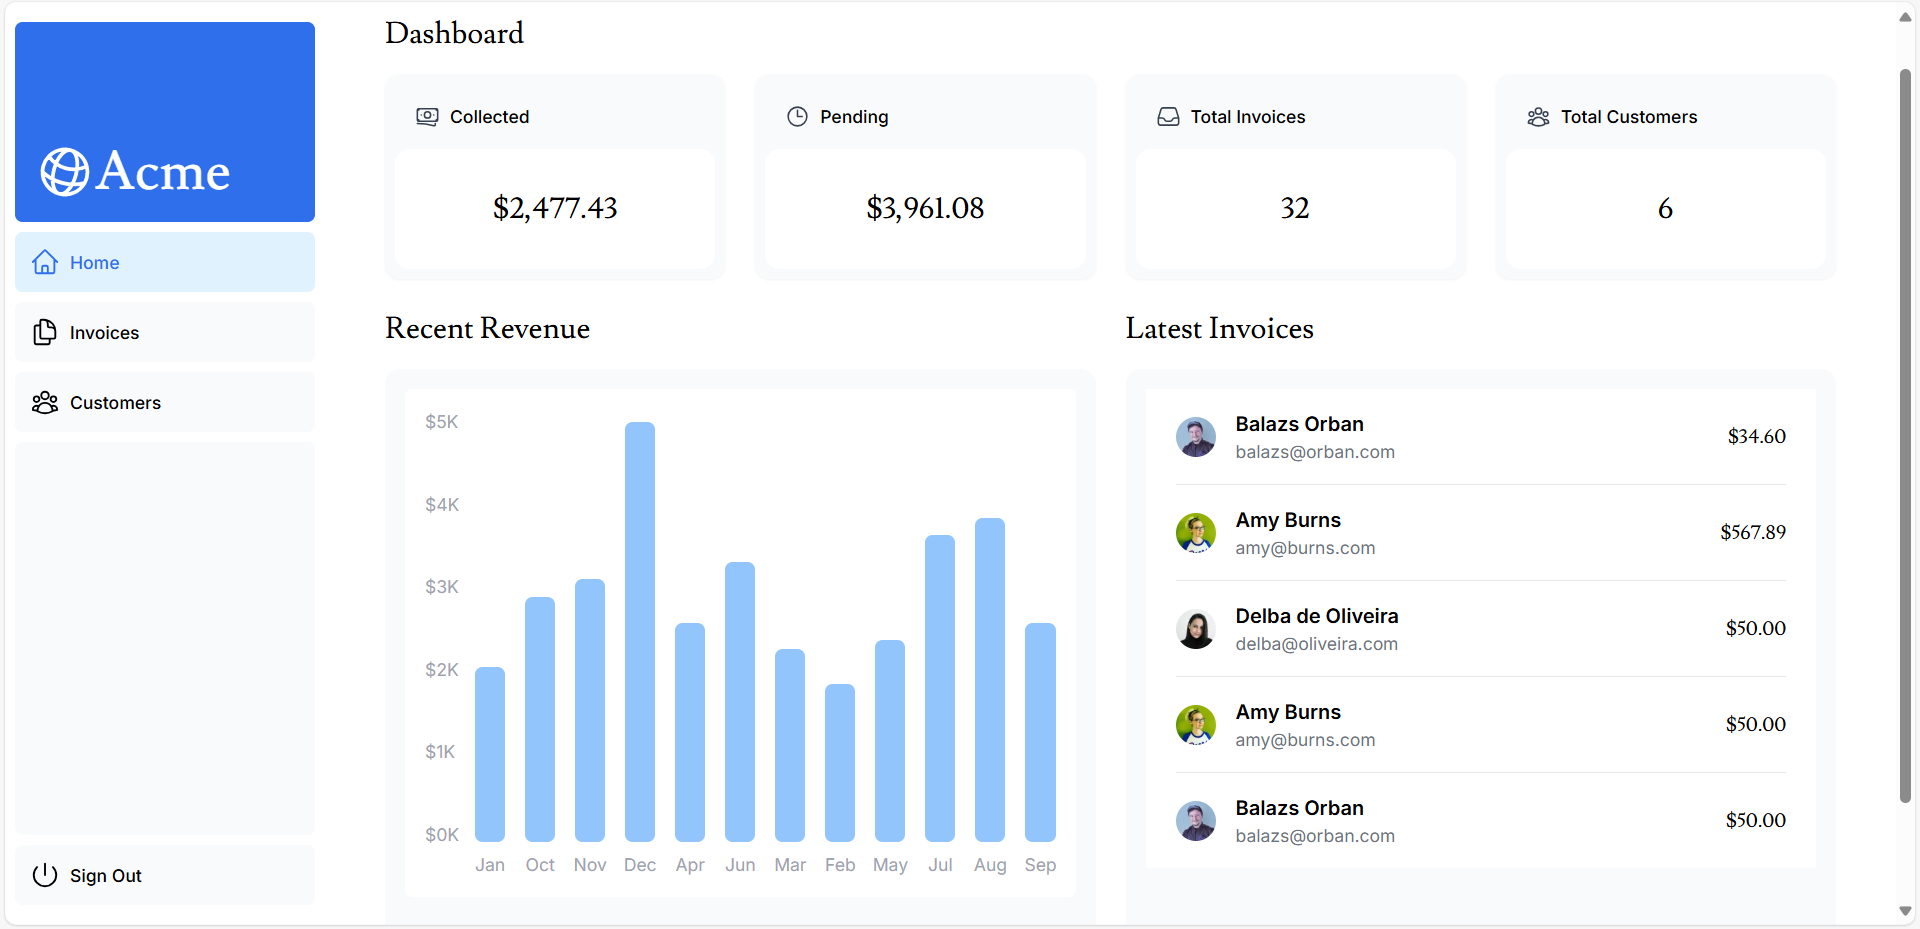 Acme
Home
Invoices
Customers
Sign Out
Dashboard
Collected
$2,477.43
Pending
$3,961.08
Total Invoices
32
Total Customers
6
Recent Revenue
$5K
$4K
$3K
$2K
$1K
$0K
Jan Oct Nov Dec Apr Jun Mar Feb May Jul Aug Sep
Latest Invoices
Balazs Orban
balazs@orban.com
$34.60
Amy Burns
amy@burns.com
$567.89
Delba de Oliveira
delba@oliveira.com
$50.00
Amy Burns
amy@burns.com
$50.00
Balazs Orban
balazs@orban.com
$50.00